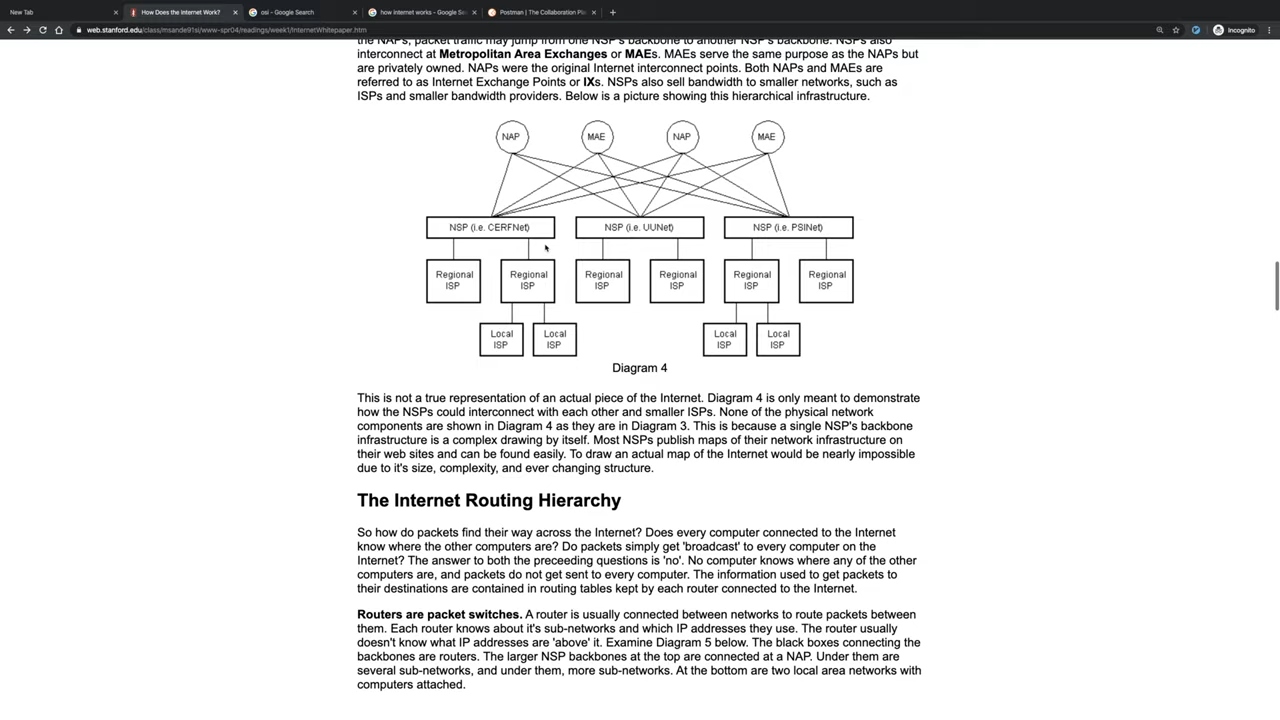 New Tab
How Does the Internet Work?
osi - Google Search
how internet works - Google Se
Postman | The Collaboration Pl
web.stanford.edu/class/msande91si/www-spr04/readings/week1/InternetWhitepaper.htm
Incognito
the NAPs, packet traffic may jump from one NSP's backbone to another NSP's backbone. NSPs also
interconnect at Metropolitan Area Exchanges or MAEs. MAEs serve the same purpose as the NAPs but
are privately owned. NAPs were the original Internet interconnect points. Both NAPs and MAEs are
referred to as Internet Exchange Points or IXs. NSPs also sell bandwidth to smaller networks, such as
ISPs and smaller bandwidth providers. Below is a picture showing this hierarchical infrastructure.
NAP MAE NAP MAE
NSP (i.e. CERFNet) NSP (i.e. UUNet) NSP (i.e. PSINet)
Regional Regional Regional Regional Regional Regional
ISP ISP ISP ISP ISP ISP
Local Local Local Local
ISP ISP ISP ISP
Diagram 4
This is not a true representation of an actual piece of the Internet. Diagram 4 is only meant to demonstrate
how the NSPs could interconnect with each other and smaller ISPs. None of the physical network
components are shown in Diagram 4 as they are in Diagram 3. This is because a single NSP's backbone
infrastructure is a complex drawing by itself. Most NSPs publish maps of their network infrastructure on
their web sites and can be found easily. To draw an actual map of the Internet would be nearly impossible
due to it's size, complexity, and ever changing structure.
The Internet Routing Hierarchy
So how do packets find their way across the Internet? Does every computer connected to the Internet
know where the other computers are? Do packets simply get 'broadcast' to every computer on the
Internet? The answer to both the preceeding questions is 'no'. No computer knows where any of the other
computers are, and packets do not get sent to every computer. The information used to get packets to
their destinations are contained in routing tables kept by each router connected to the Internet.
Routers are packet switches. A router is usually connected between networks to route packets between
them. Each router knows about it's sub-networks and which IP addresses they use. The router usually
doesn't know what IP addresses are 'above' it. Examine Diagram 5 below. The black boxes connecting the
backbones are routers. The larger NSP backbones at the top are connected at a NAP. Under them are
several sub-networks, and under them, more sub-networks. At the bottom are two local area networks with
computers attached.